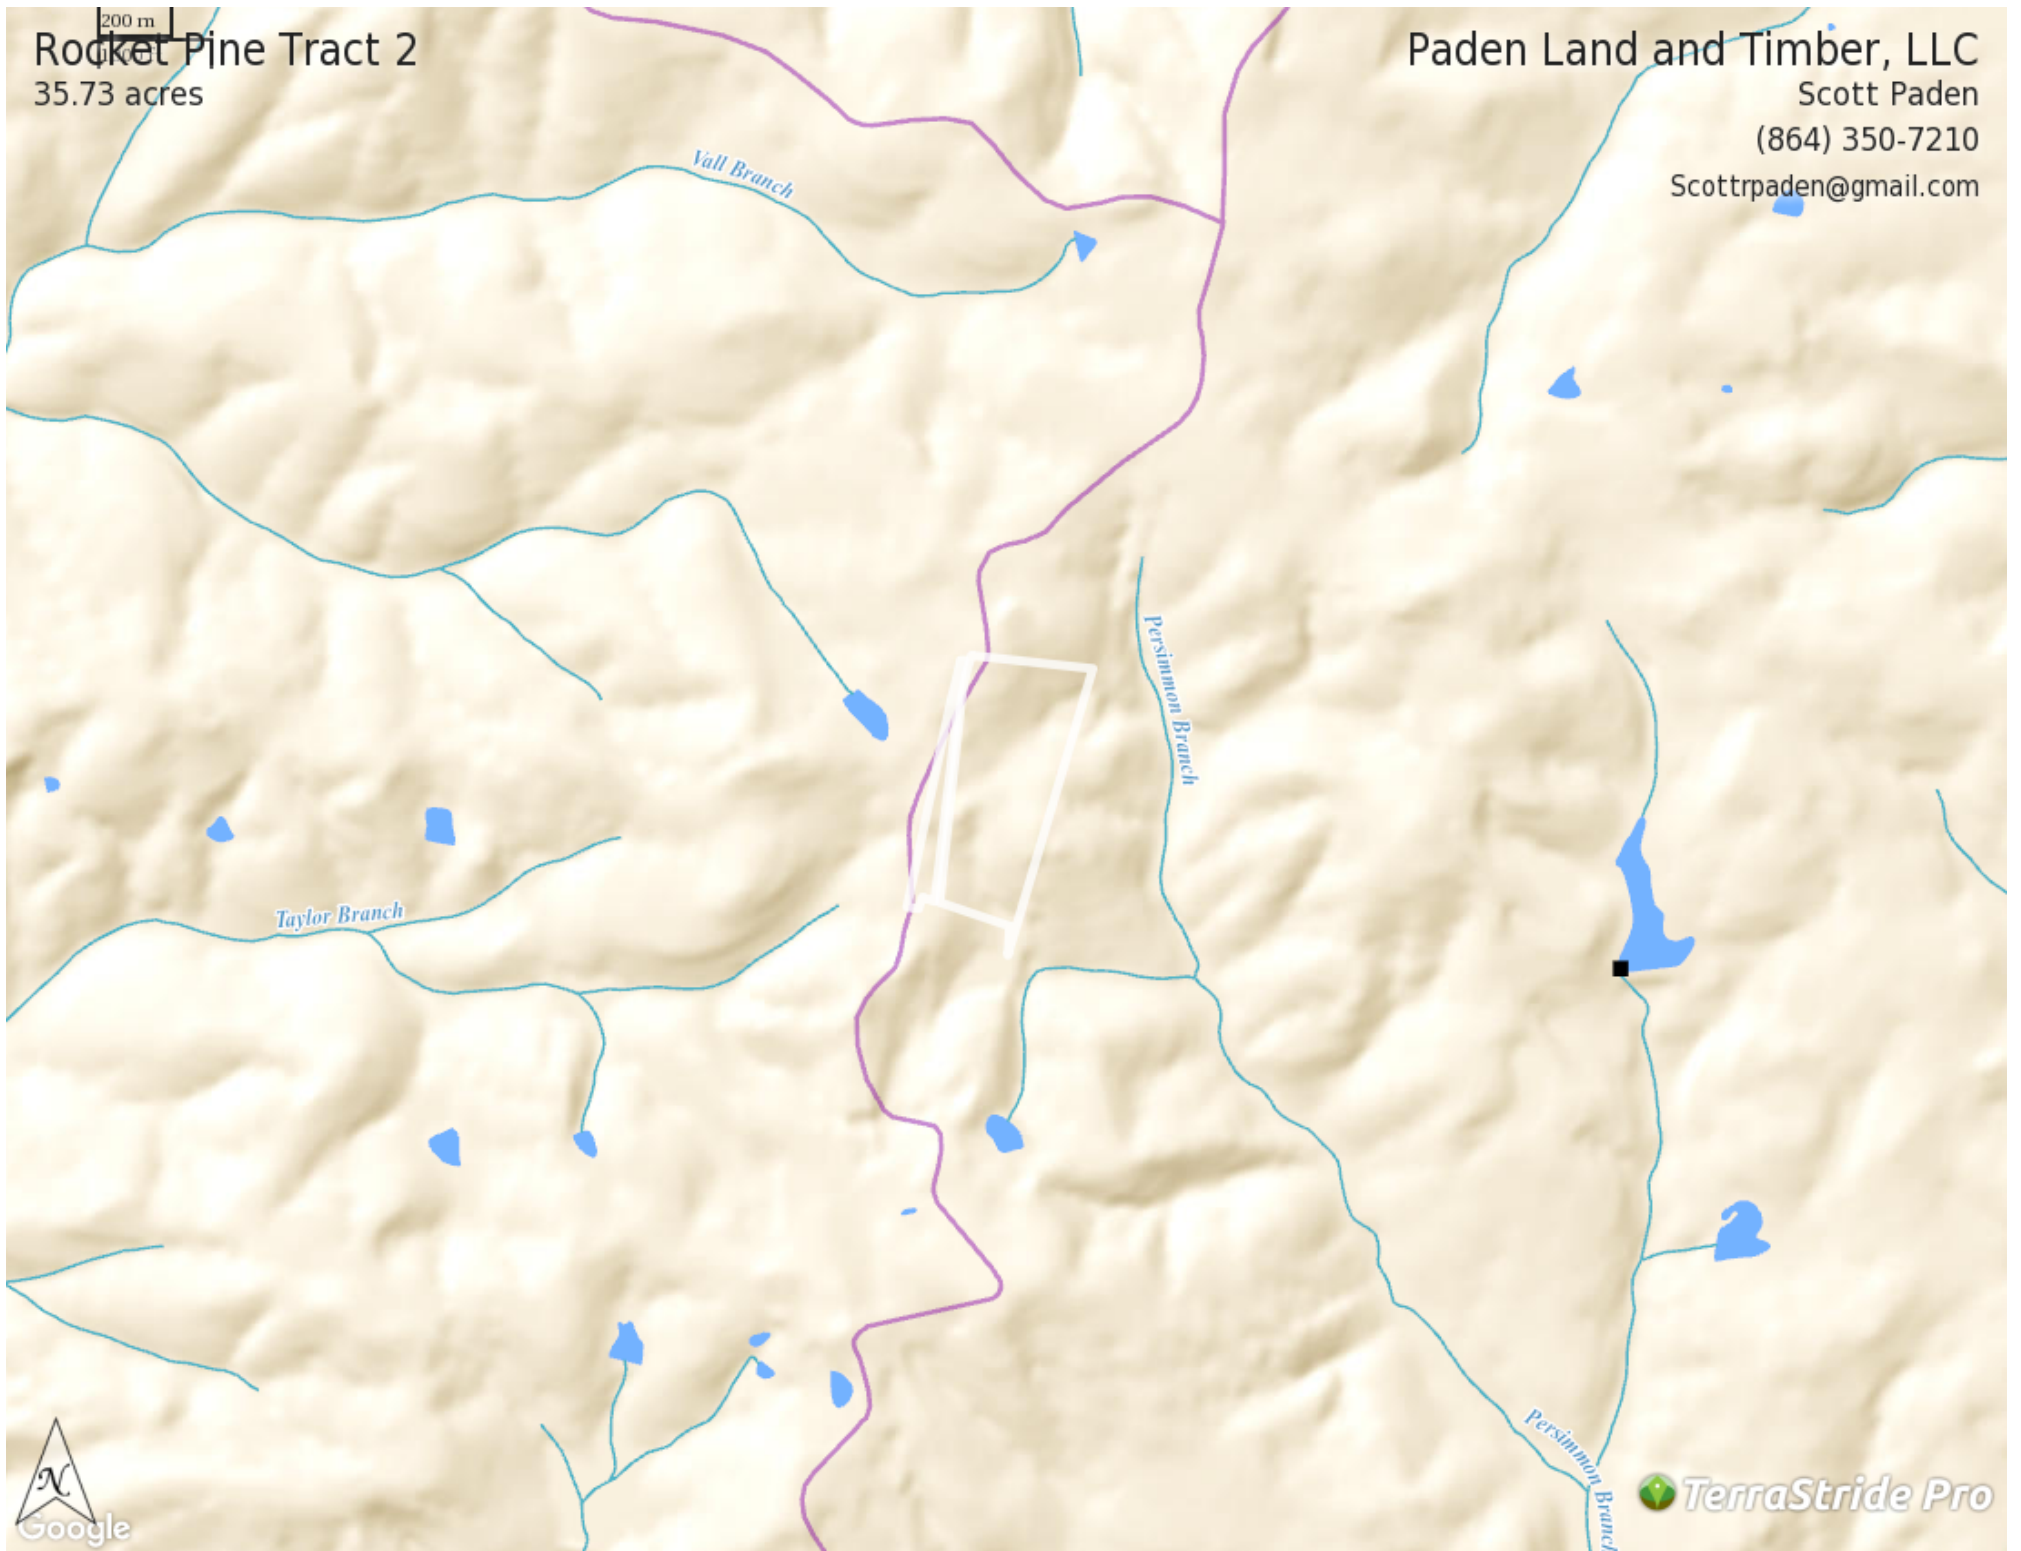 200 m
Rocket Pine Tract 2
35.73 acres
Paden Land and Timber, LLC
Scott Paden
(864) 350-7210
Scottrpaden@gmail.com
Vall Branch
Persimmon Branch
Taylor Branch
Persimmon Branch
N
Google
TerraStride Pro